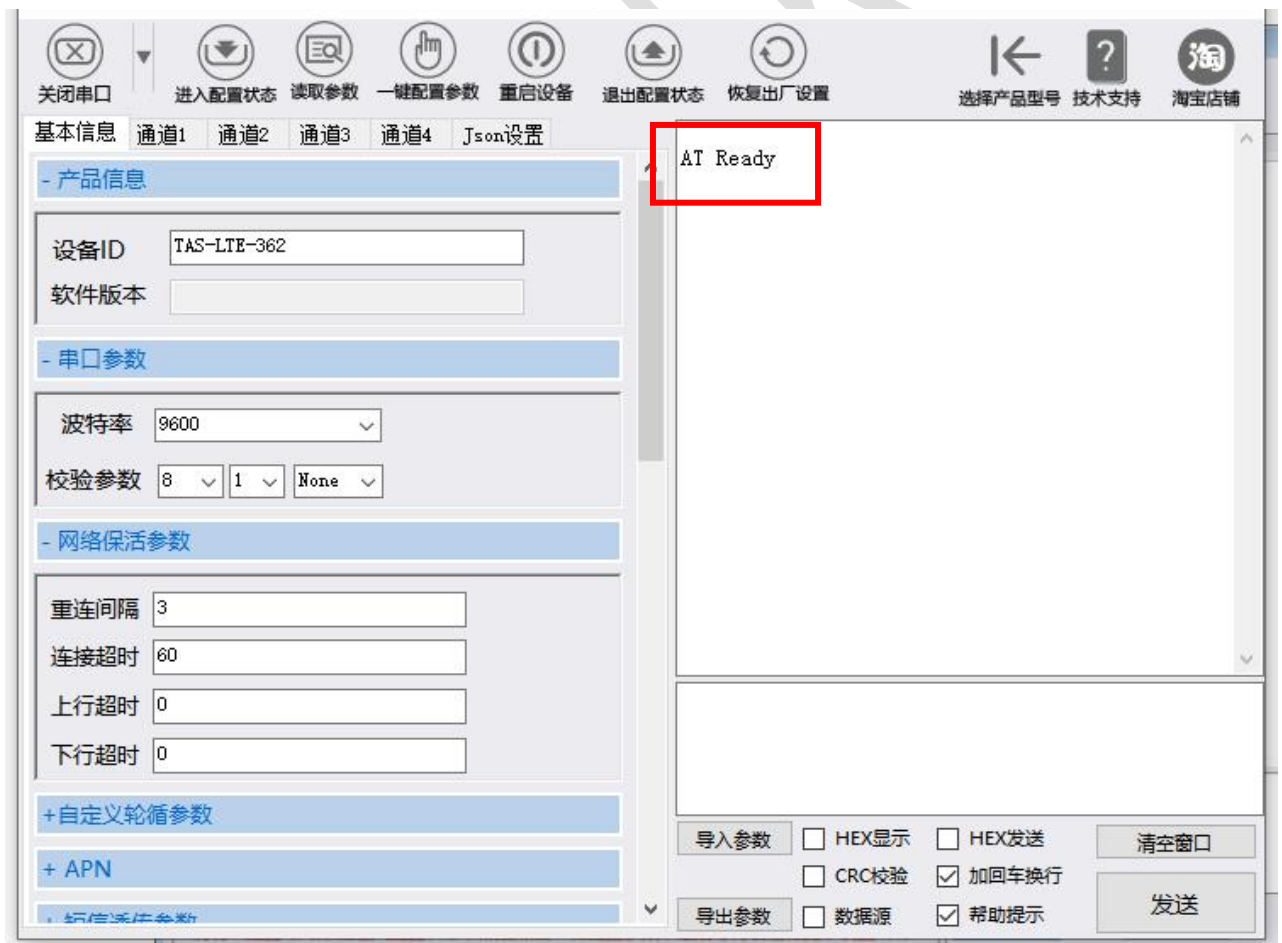 关闭串口
进入配置状态
读取参数
一键配置参数
重启设备
退出配置状态
恢复出厂设置
选择产品型号
?
技术支持
淘
淘宝店铺
基本信息 通道1 通道2 通道3 通道4 Json设置
- 产品信息
设备ID TAS-LTE-362
软件版本
- 串口参数
波特率 9600
校验参数 8 1 None
- 网络保活参数
重连间隔 3
连接超时 60
上行超时 0
下行超时 0
+自定义轮循参数
+ APN
+ 短信透传参数
AT Ready
导入参数 HEX显示 HEX发送 清空窗口
CRC校验 加回车换行
导出参数 数据源 帮助提示 发送